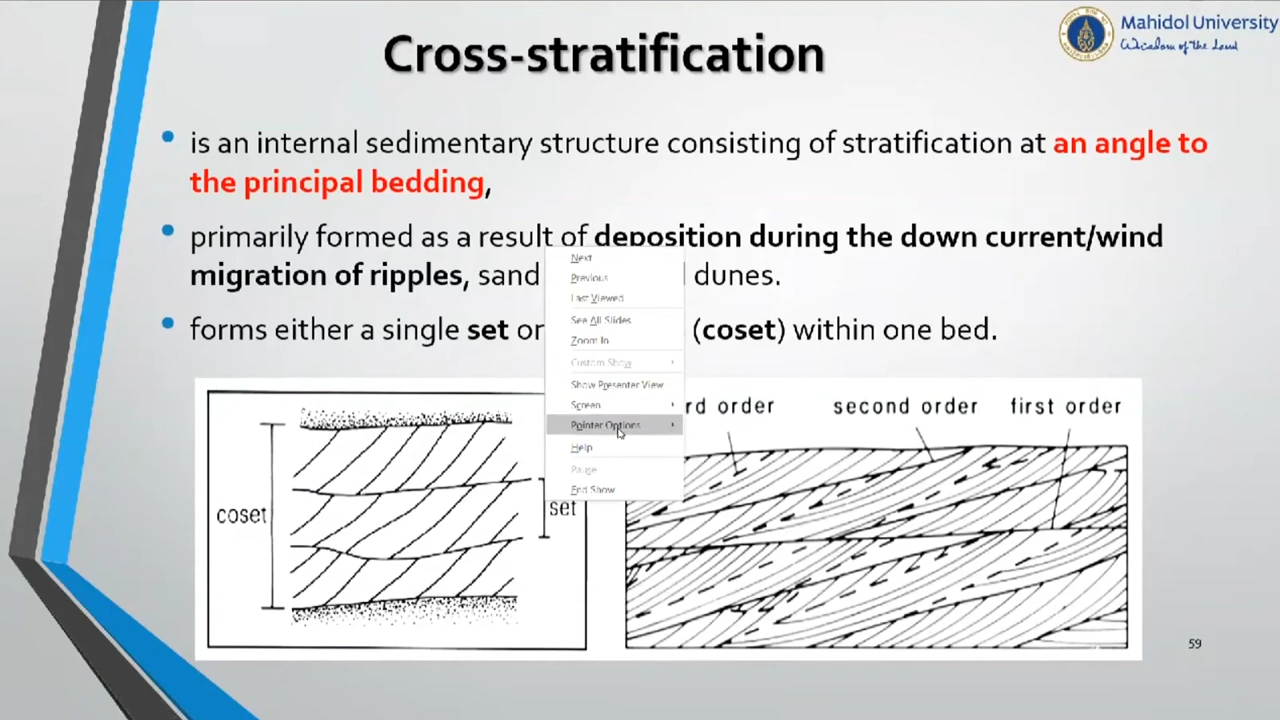 Mahidol University
Wisdom of the Land
Cross-stratification
is an internal sedimentary structure consisting of stratification at an angle to
the principal bedding,
primarily formed as a result of deposition during the down current/wind
migration of ripples, sand dunes.
forms either a single set or (coset) within one bed.
Next
Previous
Last Viewed
See All Slides
Zoom In
Custom Show
Show Presenter View
Screen
Pointer Options
Help
Pause
End Show
coset
set
rd order
second order
first order
59